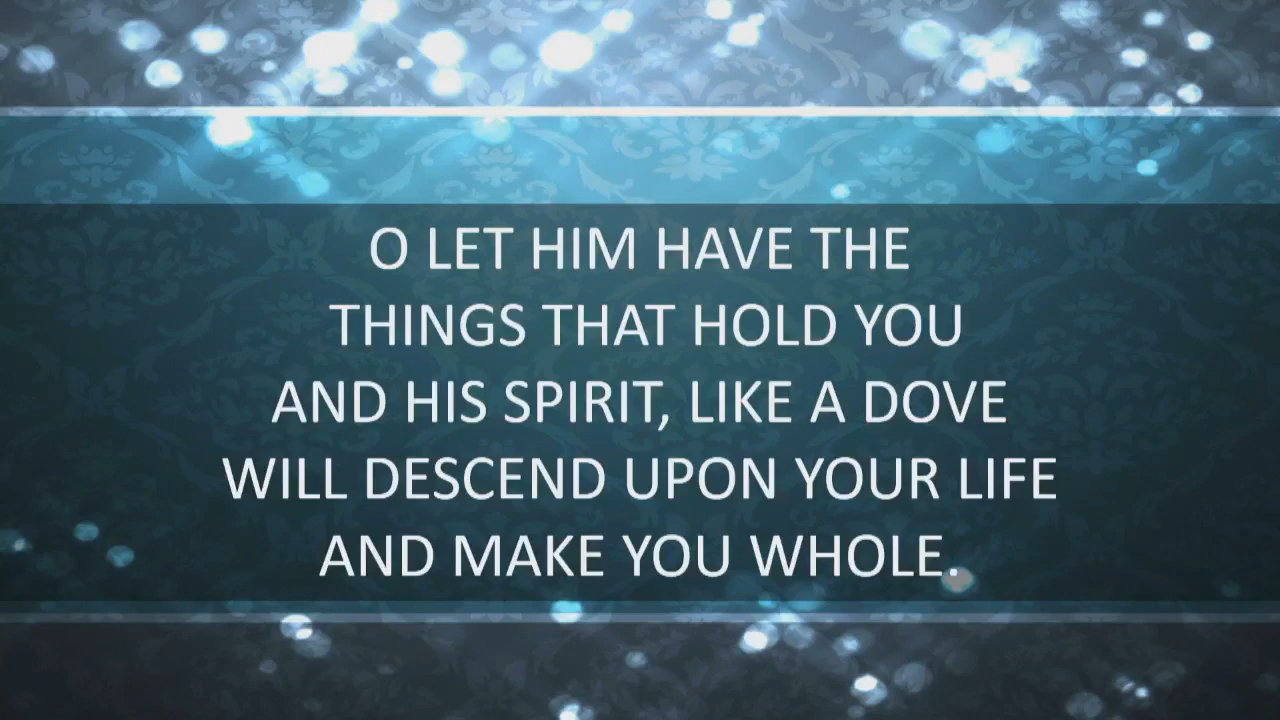 O LET HIM HAVE THE
THINGS THAT HOLD YOU
AND HIS SPIRIT, LIKE A DOVE
WILL DESCEND UPON YOUR LIFE
AND MAKE YOU WHOLE.